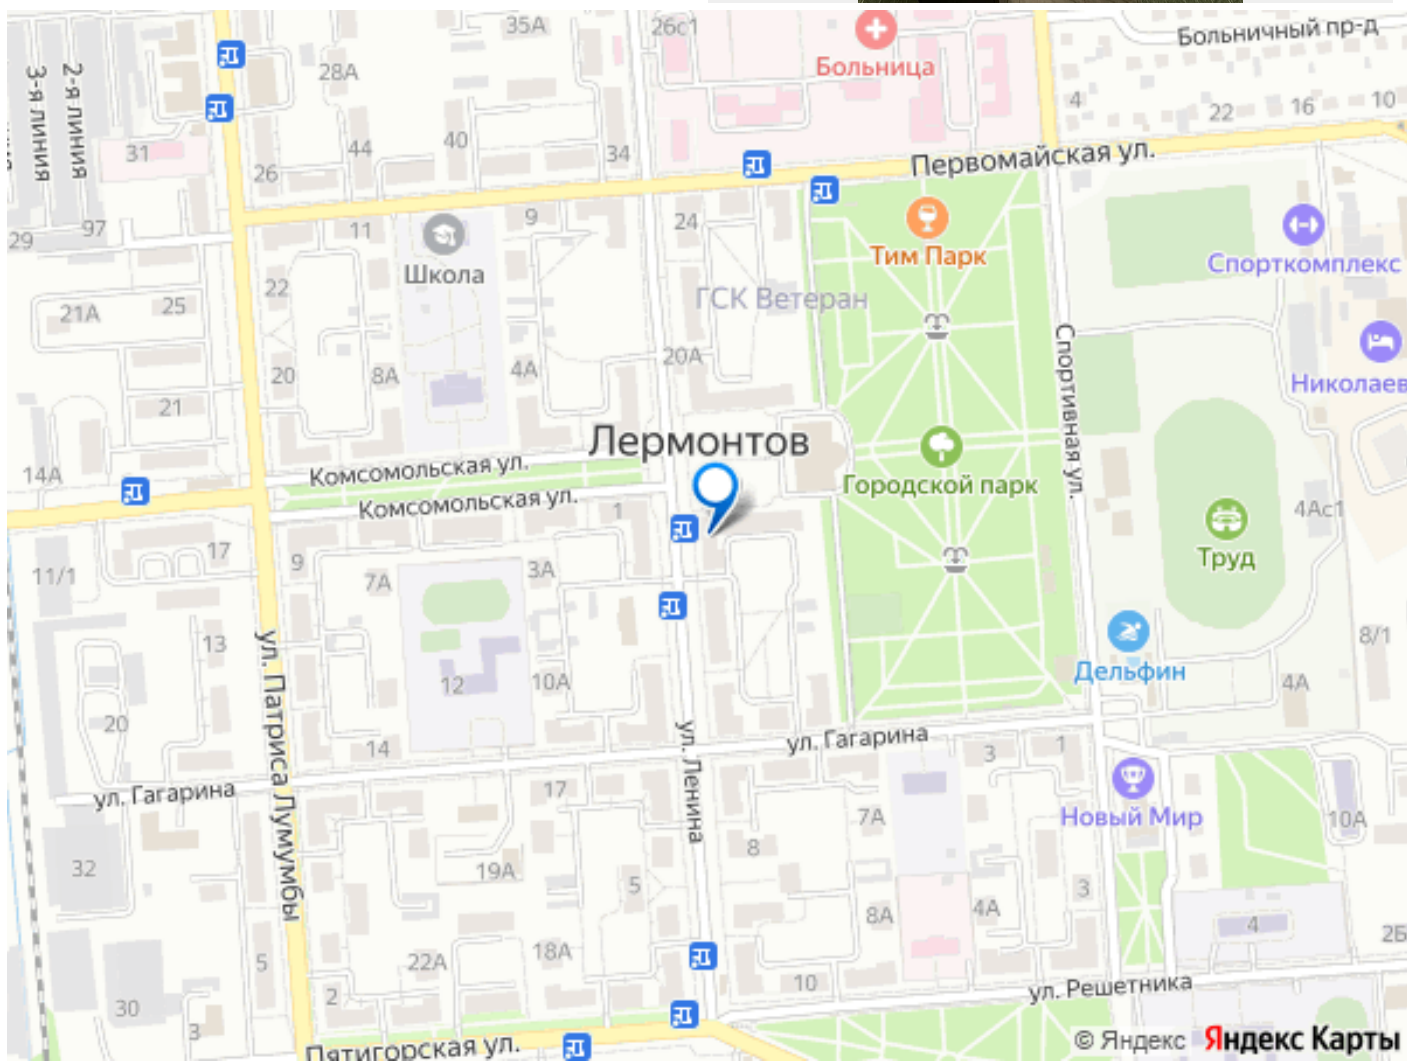 35А
26с1
Больничный пр-д
Больница
28А
2-я линия
3-я линия
4
22
16
10
31
44
40
34
26
Первомайская ул.
24
9
11
97
29
Школа
Тим Парк
Спорткомплекс
ГСК Ветеран
22
25
21А
20А
4А
8А
20
21
Спортивная ул.
Николаев
Лермонтов
Комсомольская ул.
14А
Городской парк
Комсомольская ул.
1
4Ас1
17
9
3А
7А
11/1
Труд
13
8/1
ул. Патриса Лумумбы
Дельфин
12
10А
4А
20
14
ул. Ленина
ул. Гагарина
3
1
ул. Гагарина
17
Новый Мир
7А
10А
8
32
19А
5
3
4А
8А
4
2Б
18А
22А
5
10
2
ул. Решетника
30
3
Пятигорская ул.
© Яндекс Яндекс Карты